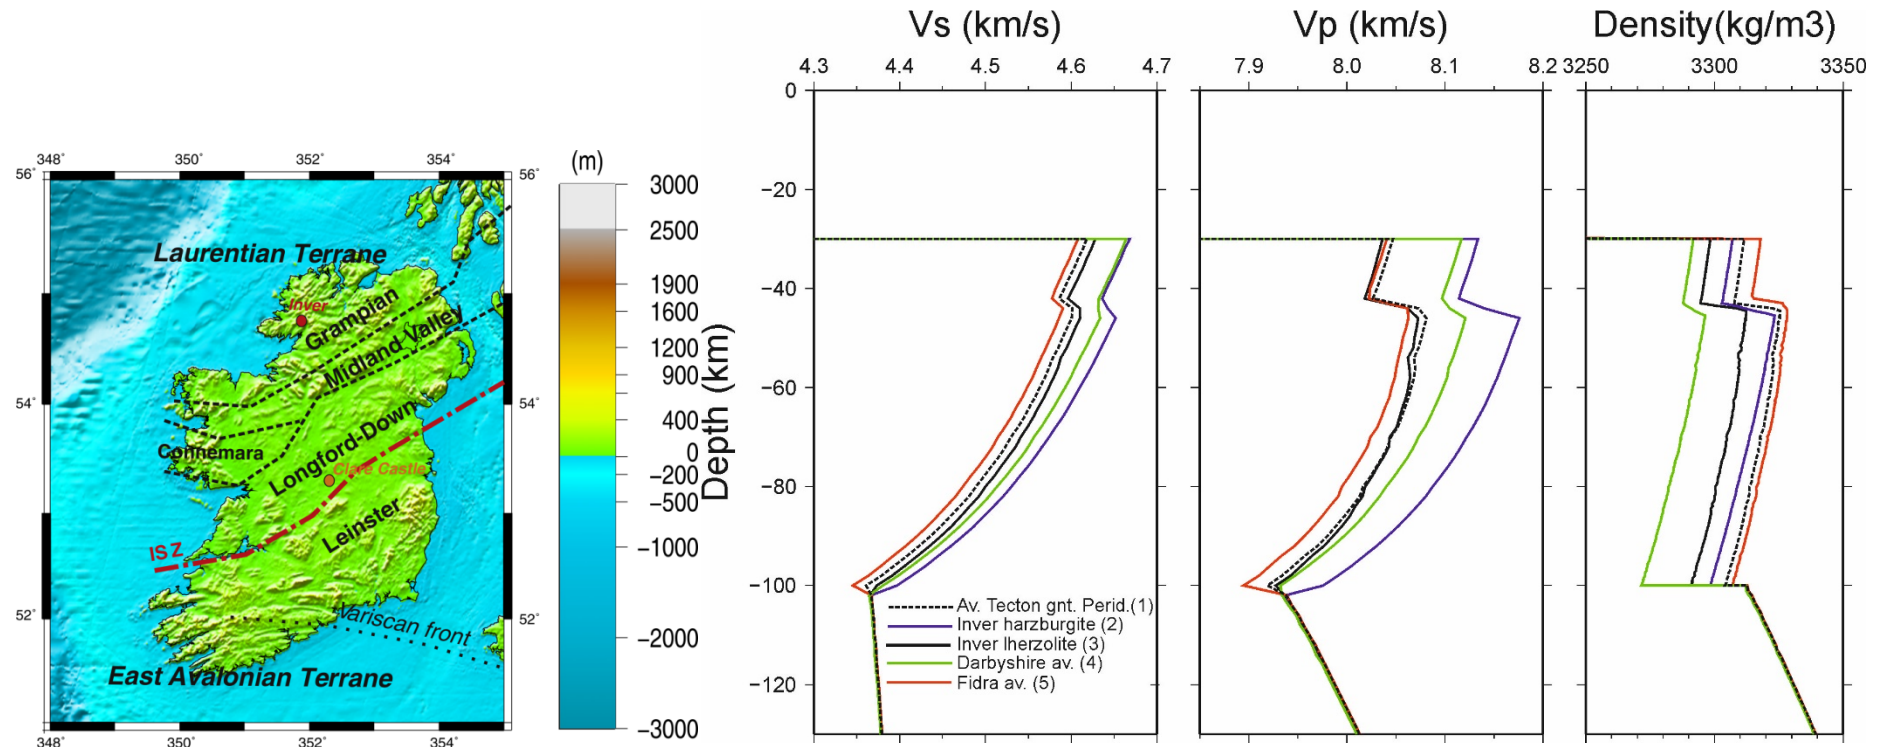 Vs (km/s)
Vp (km/s)
Density(kg/m3)
4.3 4.4 4.5 4.6 4.7
7.9 8.0 8.1 8.2
3250 3300 3350
0
−20
−40
−60
−80
−100
−120
Depth (km)
Av. Tecton gnt. Perid.(1)
Inver harzburgite (2)
Inver lherzolite (3)
Darbyshire av. (4)
Fidra av. (5)
348° 350° 352° 354°
56° 56°
54° 54°
52° 52°
348° 350° 352° 354°
Laurentian Terrane
Inver
Grampian
Midland Valley
Connemara
Longford-Down
Clare Castle
Leinster
ISZ
Variscan front
East Avalonian Terrane
(m)
3000
2500
1900
1600
1200
900
400
0
−200
−500
−1000
−2000
−3000